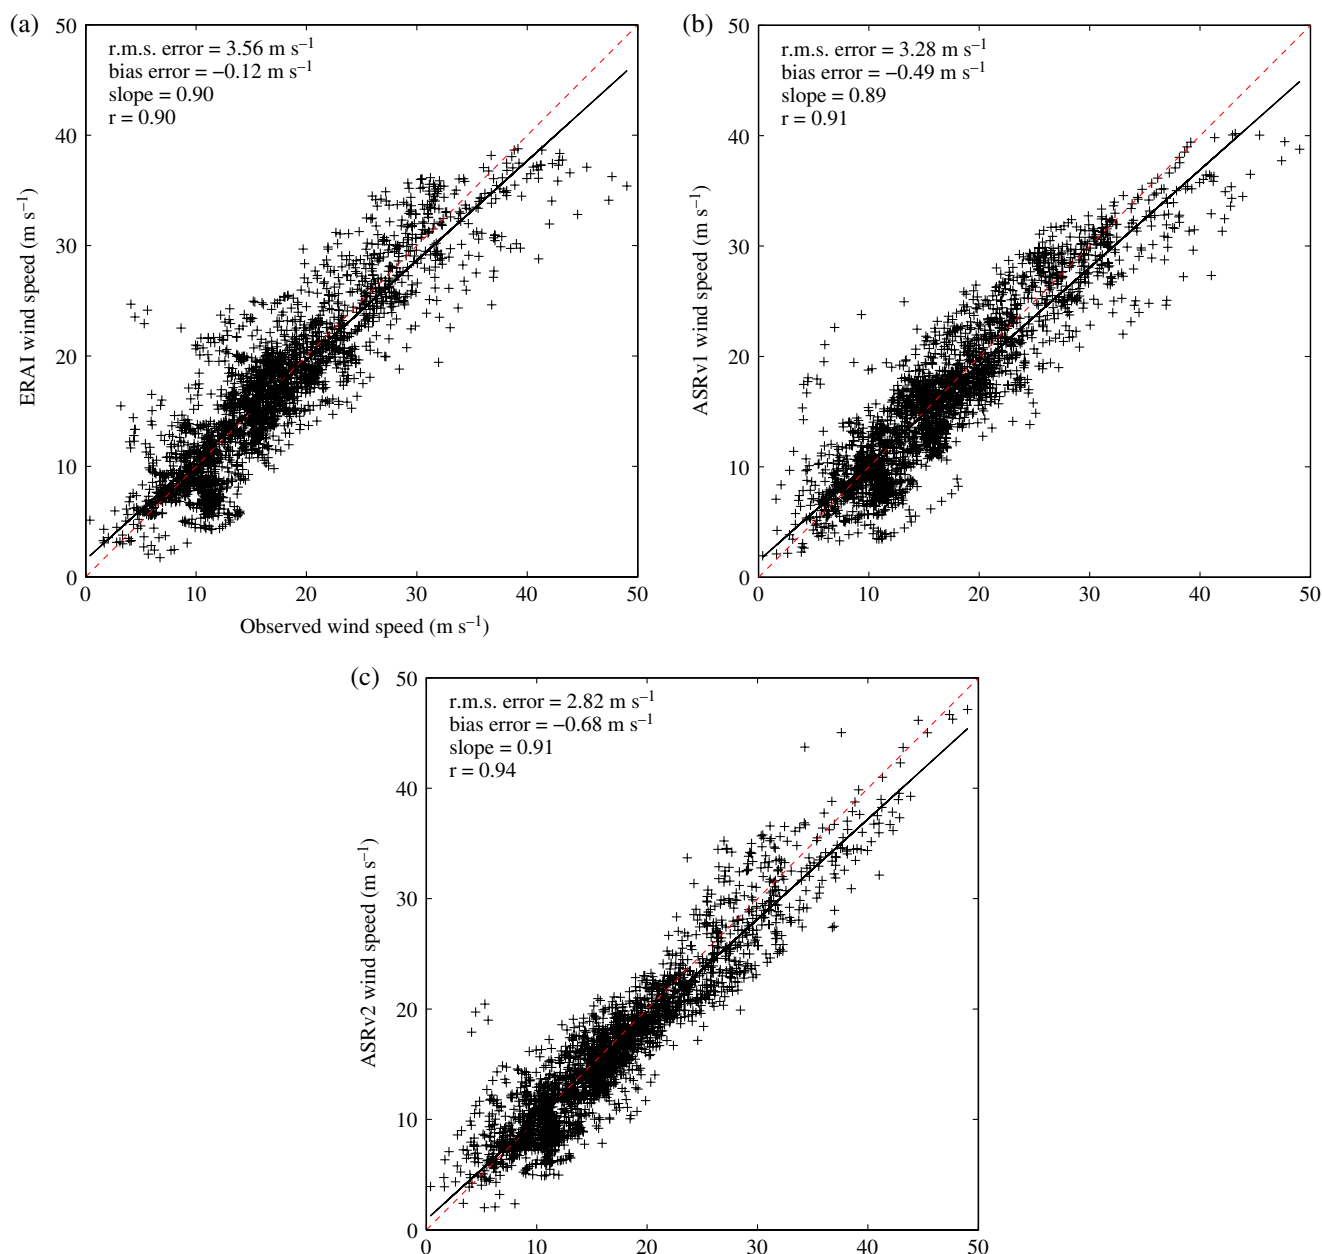 (a)
50
40
30
20
10
0
r.m.s. error = 3.56 m s⁻¹
bias error = −0.12 m s⁻¹
slope = 0.90
r = 0.90
ERAI wind speed (m s⁻¹)
0 10 20 30 40 50
Observed wind speed (m s⁻¹)
(b)
50
40
30
20
10
0
r.m.s. error = 3.28 m s⁻¹
bias error = −0.49 m s⁻¹
slope = 0.89
r = 0.91
ASRv1 wind speed (m s⁻¹)
0 10 20 30 40 50
(c)
50
40
30
20
10
0
r.m.s. error = 2.82 m s⁻¹
bias error = −0.68 m s⁻¹
slope = 0.91
r = 0.94
ASRv2 wind speed (m s⁻¹)
0 10 20 30 40 50